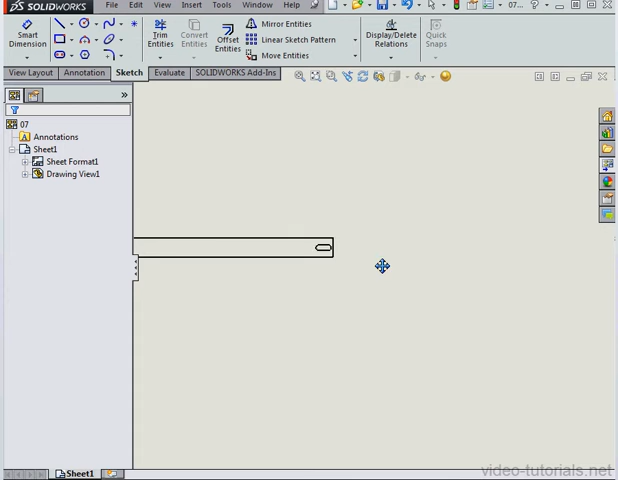 SOLIDWORKS File Edit View Insert Tools Window Help 07...
Smart Dimension
Trim Entities
Convert Entities
Offset Entities
Mirror Entities
Linear Sketch Pattern
Move Entities
Display/Delete Relations
Quick Snaps
View Layout Annotation Sketch Evaluate SOLIDWORKS Add-Ins
07
Annotations
Sheet1
Sheet Format1
Drawing View1
Sheet1
video-tutorials.net